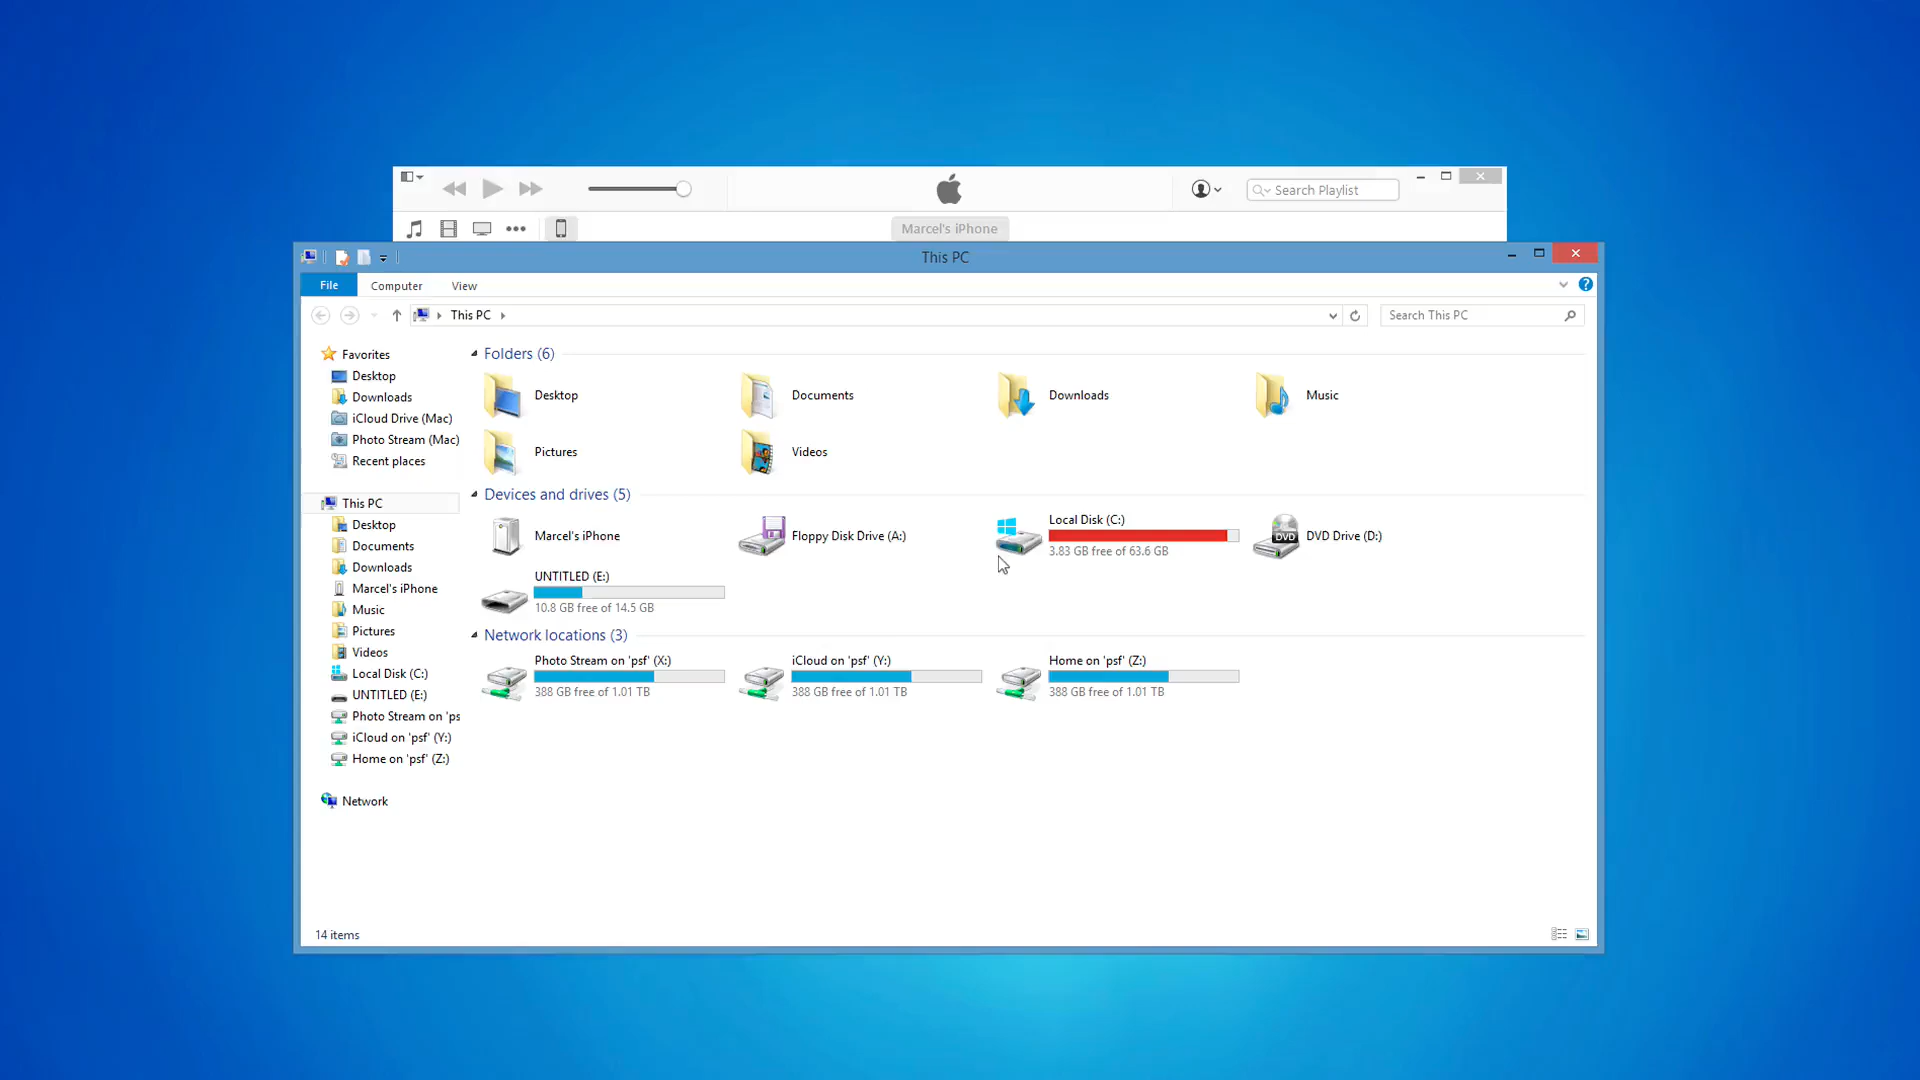 Search Playlist
Marcel's iPhone
This PC
File Computer View
This PC
Search This PC
Favorites
Desktop
Downloads
iCloud Drive (Mac)
Photo Stream (Mac)
Recent places
This PC
Desktop
Documents
Downloads
Marcel's iPhone
Music
Pictures
Videos
Local Disk (C:)
UNTITLED (E:)
Photo Stream on 'ps
iCloud on 'psf' (Y:)
Home on 'psf' (Z:)
Network
Folders (6)
Desktop
Documents
Downloads
Music
Pictures
Videos
Devices and drives (5)
Marcel's iPhone
Floppy Disk Drive (A:)
Local Disk (C:)
3.83 GB free of 63.6 GB
DVD
DVD Drive (D:)
UNTITLED (E:)
10.8 GB free of 14.5 GB
Network locations (3)
Photo Stream on 'psf' (X:)
388 GB free of 1.01 TB
iCloud on 'psf' (Y:)
388 GB free of 1.01 TB
Home on 'psf' (Z:)
388 GB free of 1.01 TB
14 items